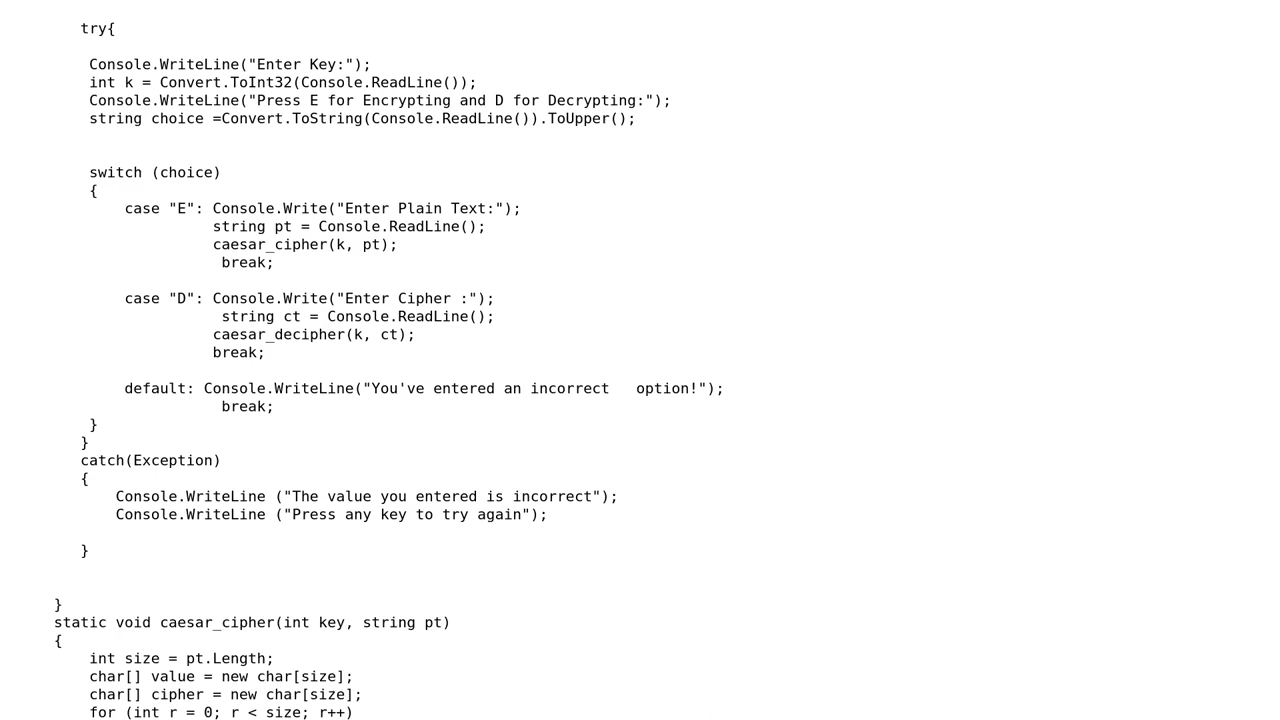 try{
Console.WriteLine("Enter Key:");
int k = Convert.ToInt32(Console.ReadLine());
Console.WriteLine("Press E for Encrypting and D for Decrypting:");
string choice =Convert.ToString(Console.ReadLine()).ToUpper();
switch (choice)
{
case "E": Console.Write("Enter Plain Text:");
string pt = Console.ReadLine();
caesar_cipher(k, pt);
break;
case "D": Console.Write("Enter Cipher :");
string ct = Console.ReadLine();
caesar_decipher(k, ct);
break;
default: Console.WriteLine("You've entered an incorrect   option!");
break;
}
}
catch(Exception)
{
Console.WriteLine ("The value you entered is incorrect");
Console.WriteLine ("Press any key to try again");
}
}
static void caesar_cipher(int key, string pt)
{
int size = pt.Length;
char[] value = new char[size];
char[] cipher = new char[size];
for (int r = 0; r < size; r++)